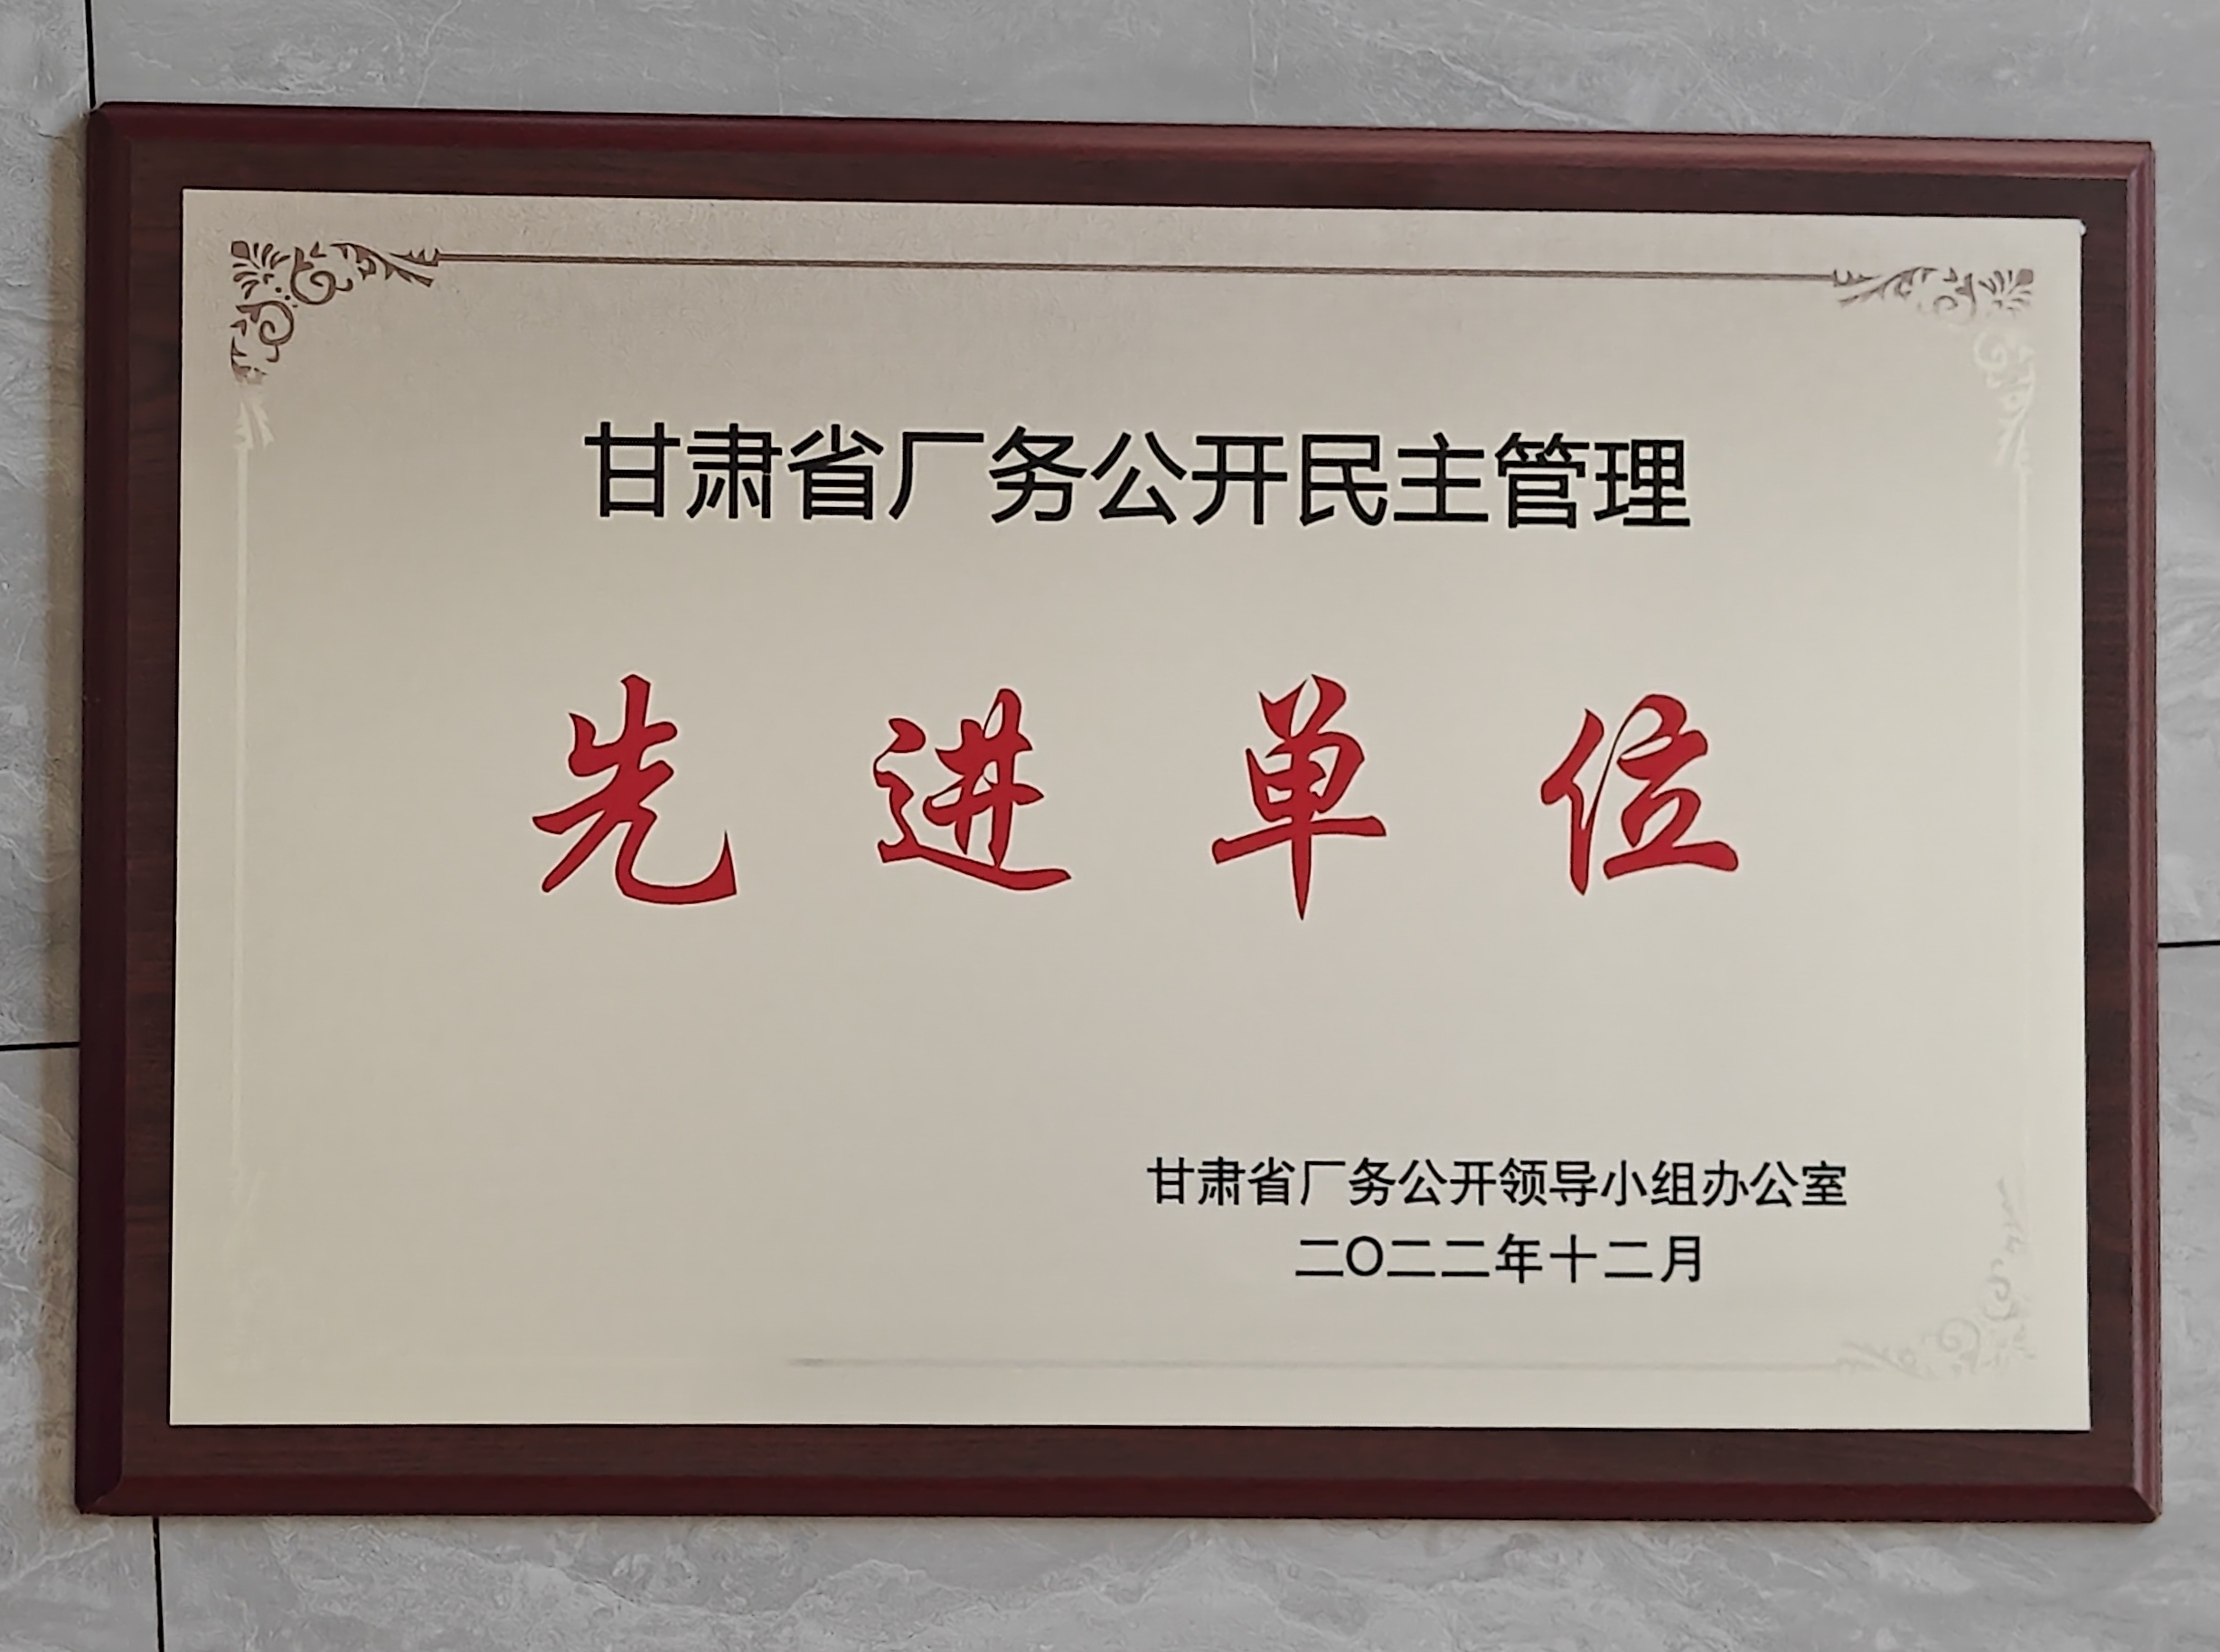 甘肃省厂务公开民主管理
先进单位
甘肃省厂务公开领导小组办公室
二〇二二年十二月